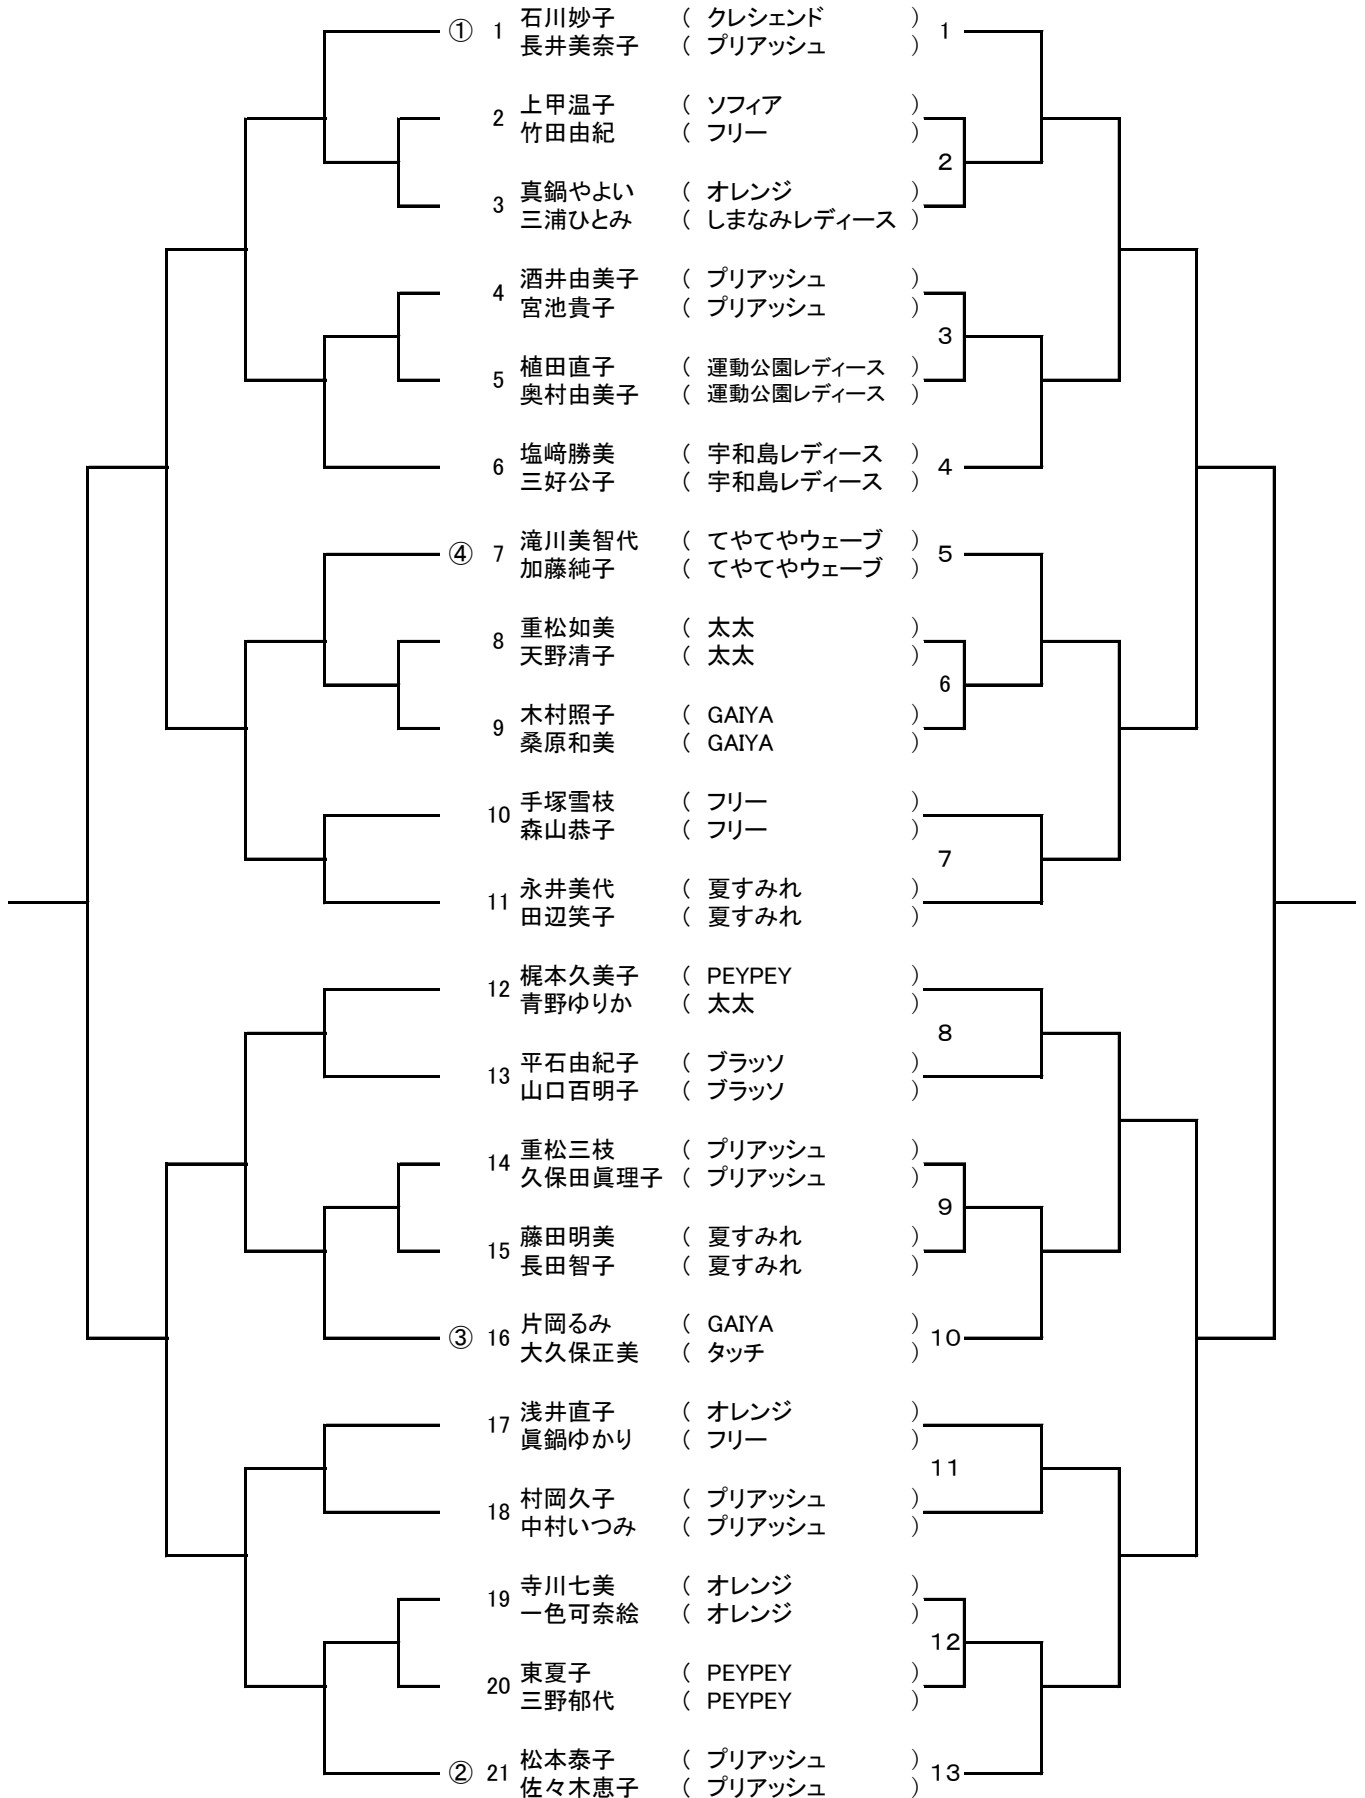 ① 1 石川妙子 ( クレシェンド ) 1
長井美奈子 ( プリアッシュ )
2 上甲温子 ( ソフィア )
竹田由紀 ( フリー )
2
3 真鍋やよい ( オレンジ )
三浦ひとみ ( しまなみレディース )
4 酒井由美子 ( プリアッシュ )
宮池貴子 ( プリアッシュ )
3
5 植田直子 ( 運動公園レディース )
奥村由美子 ( 運動公園レディース )
6 塩﨑勝美 ( 宇和島レディース ) 4
三好公子 ( 宇和島レディース )
④ 7 滝川美智代 ( てやてやウェーブ ) 5
加藤純子 ( てやてやウェーブ )
8 重松如美 ( 太太 )
天野清子 ( 太太 )
6
9 木村照子 ( GAIYA )
桑原和美 ( GAIYA )
10 手塚雪枝 ( フリー )
森山恭子 ( フリー )
7
11 永井美代 ( 夏すみれ )
田辺笑子 ( 夏すみれ )
12 梶本久美子 ( PEYPEY )
青野ゆりか ( 太太 )
8
13 平石由紀子 ( ブラッソ )
山口百明子 ( ブラッソ )
14 重松三枝 ( プリアッシュ )
久保田眞理子 ( プリアッシュ )
9
15 藤田明美 ( 夏すみれ )
長田智子 ( 夏すみれ )
③ 16 片岡るみ ( GAIYA ) 10
大久保正美 ( タッチ )
17 浅井直子 ( オレンジ )
眞鍋ゆかり ( フリー )
11
18 村岡久子 ( プリアッシュ )
中村いつみ ( プリアッシュ )
19 寺川七美 ( オレンジ )
一色可奈絵 ( オレンジ )
12
20 東夏子 ( PEYPEY )
三野郁代 ( PEYPEY )
② 21 松本泰子 ( プリアッシュ ) 13
佐々木恵子 ( プリアッシュ )